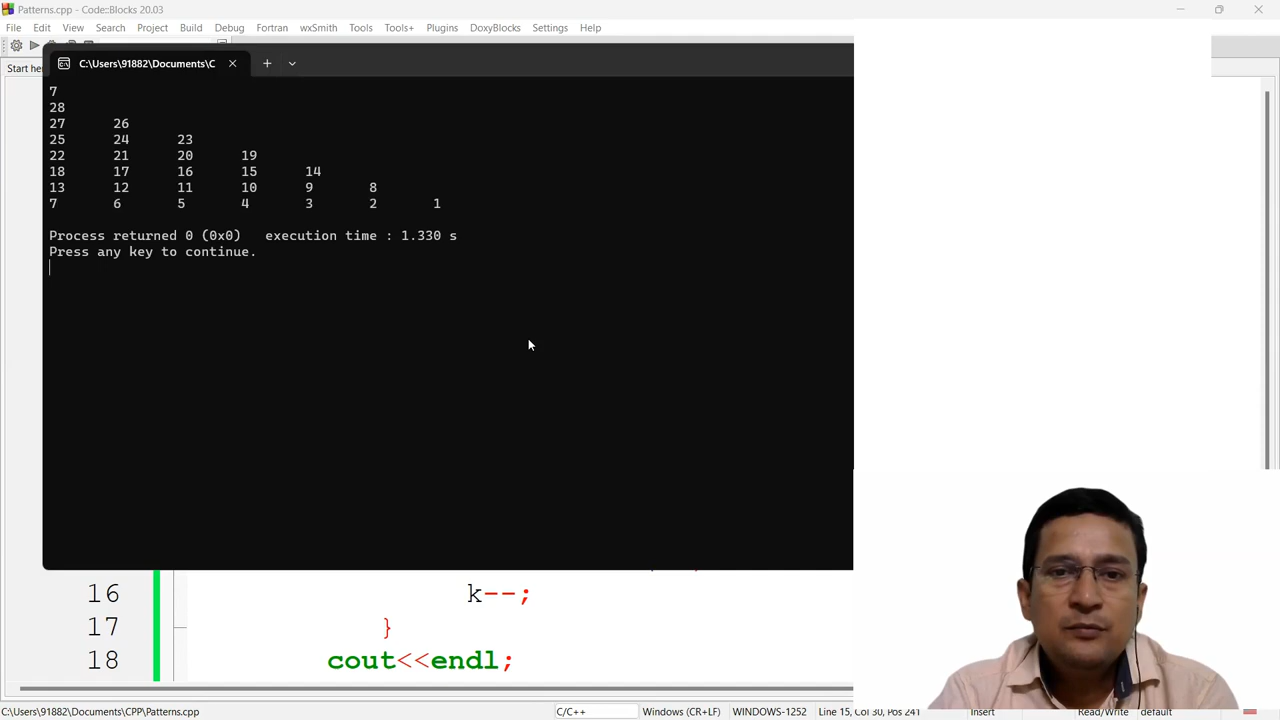 Patterns.cpp - Code::Blocks 20.03
File Edit View Search Project Build Debug Fortran wxSmith Tools Tools+ Plugins DoxyBlocks Settings Help
Start he
C:\Users\91882\Documents\C
7
28
27 26
25 24 23
22 21 20 19
18 17 16 15 14
13 12 11 10 9 8
7 6 5 4 3 2 1
Process returned 0 (0x0) execution time : 1.330 s
Press any key to continue.
16 k--;
17 }
18 cout<<endl;
C:\Users\91882\Documents\CPP\Patterns.cpp C/C++ Windows (CR+LF) WINDOWS-1252 Line 15, Col 30, Pos 241 Insert Read/Write default